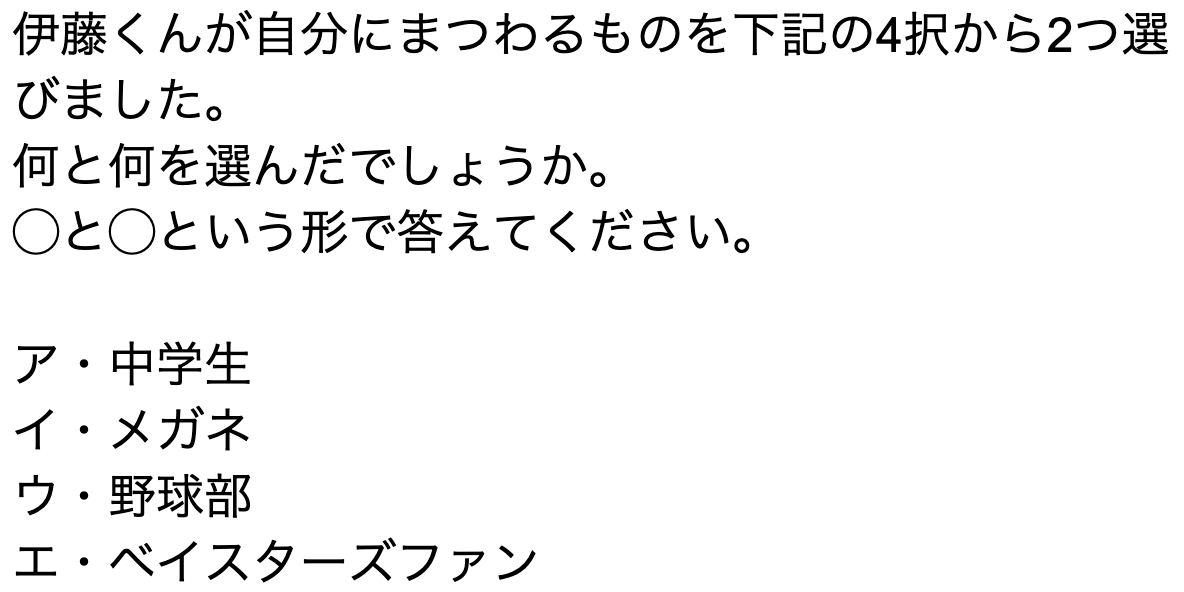 伊藤くんが自分にまつわるものを下記の4択から2つ選
びました。
何と何を選んだでしょうか。
◯と◯という形で答えてください。
ア・中学生
イ・メガネ
ウ・野球部
エ・ベイスターズファン